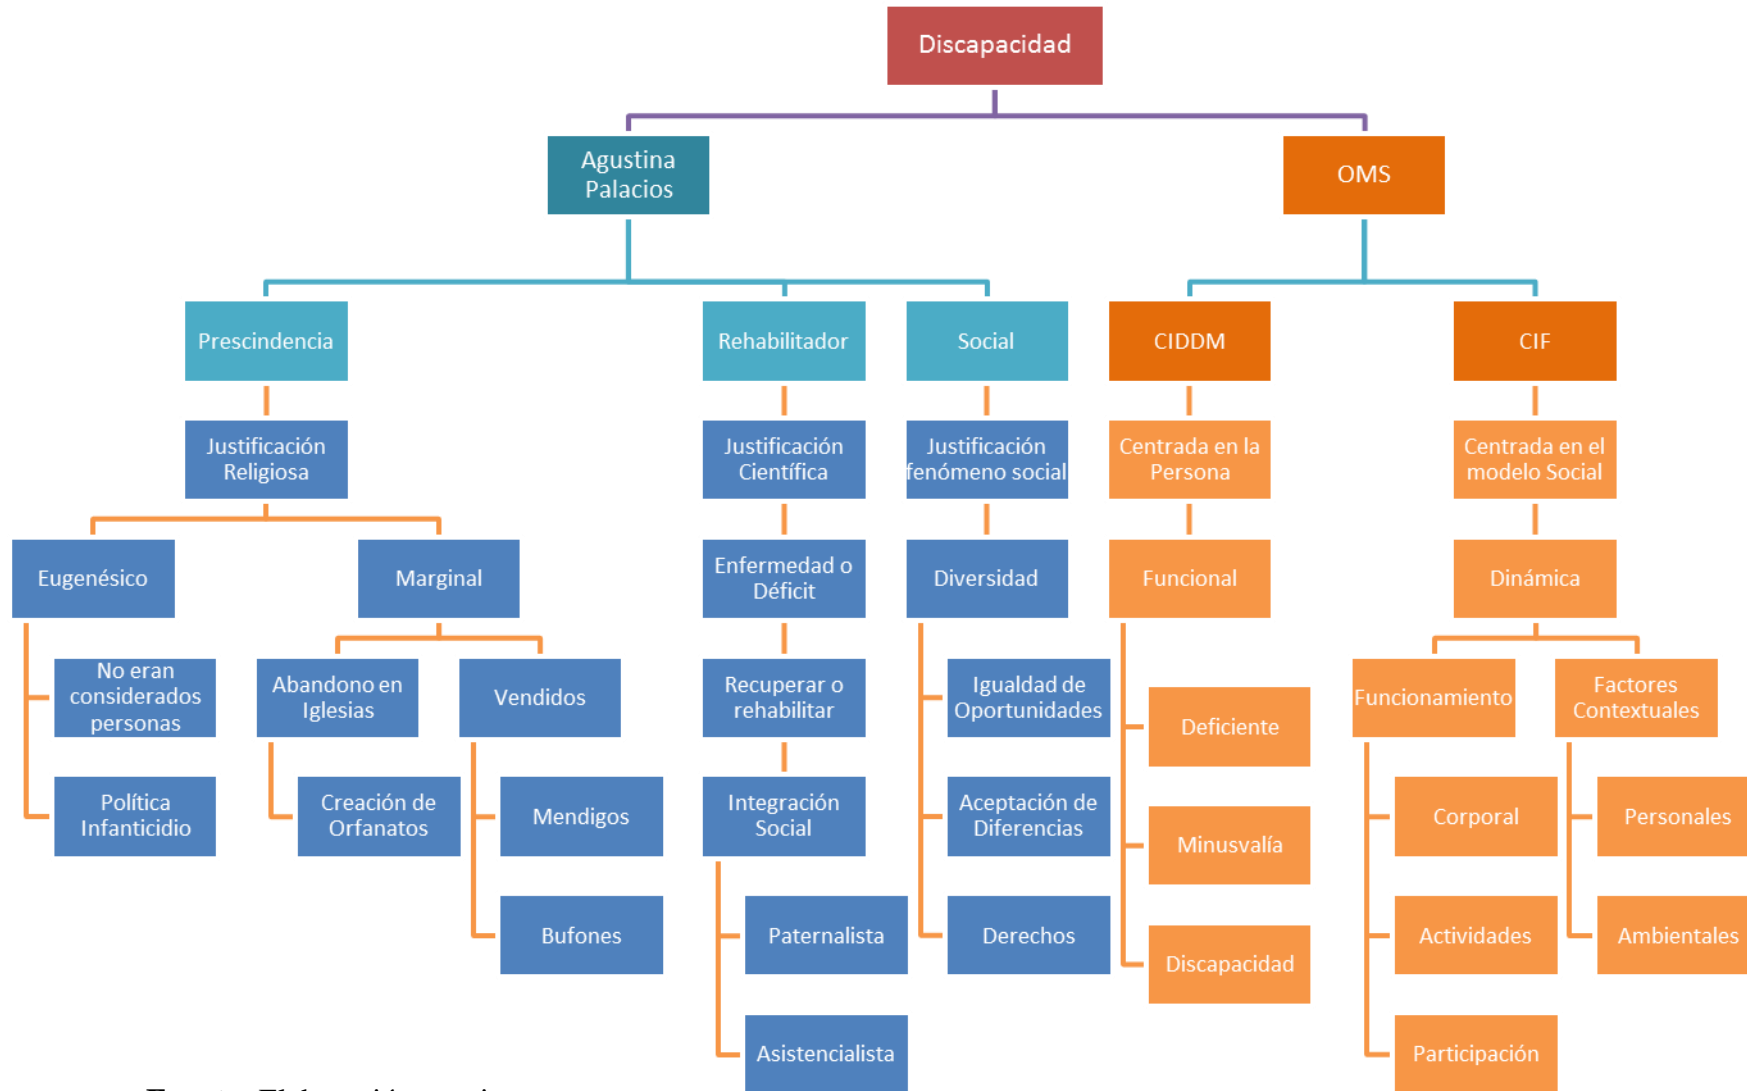 Discapacidad
Agustina
Palacios
OMS
Prescindencia
Rehabilitador
Social
CIDDM
CIF
Justificación
Religiosa
Justificación
Científica
Justificación
fenómeno social
Centrada en la
Persona
Centrada en el
modelo Social
Eugenésico
Marginal
Enfermedad o
Déficit
Diversidad
Funcional
Dinámica
No eran
considerados
personas
Abandono en
Iglesias
Vendidos
Recuperar o
rehabilitar
Igualdad de
Oportunidades
Deficiente
Funcionamiento
Factores
Contextuales
Política
Infanticidio
Creación de
Orfanatos
Mendigos
Integración
Social
Aceptación de
Diferencias
Minusvalía
Corporal
Personales
Bufones
Paternalista
Derechos
Discapacidad
Actividades
Ambientales
Asistencialista
Participación